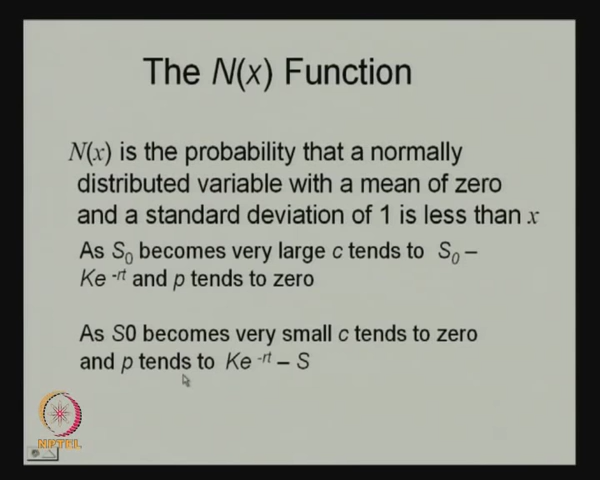 The N(x) Function
N(x) is the probability that a normally
distributed variable with a mean of zero
and a standard deviation of 1 is less than x
As S₀ becomes very large c tends to S₀ –
Ke ⁻ʳᵗ and p tends to zero
As S0 becomes very small c tends to zero
and p tends to Ke ⁻ʳᵗ – S
NPTEL